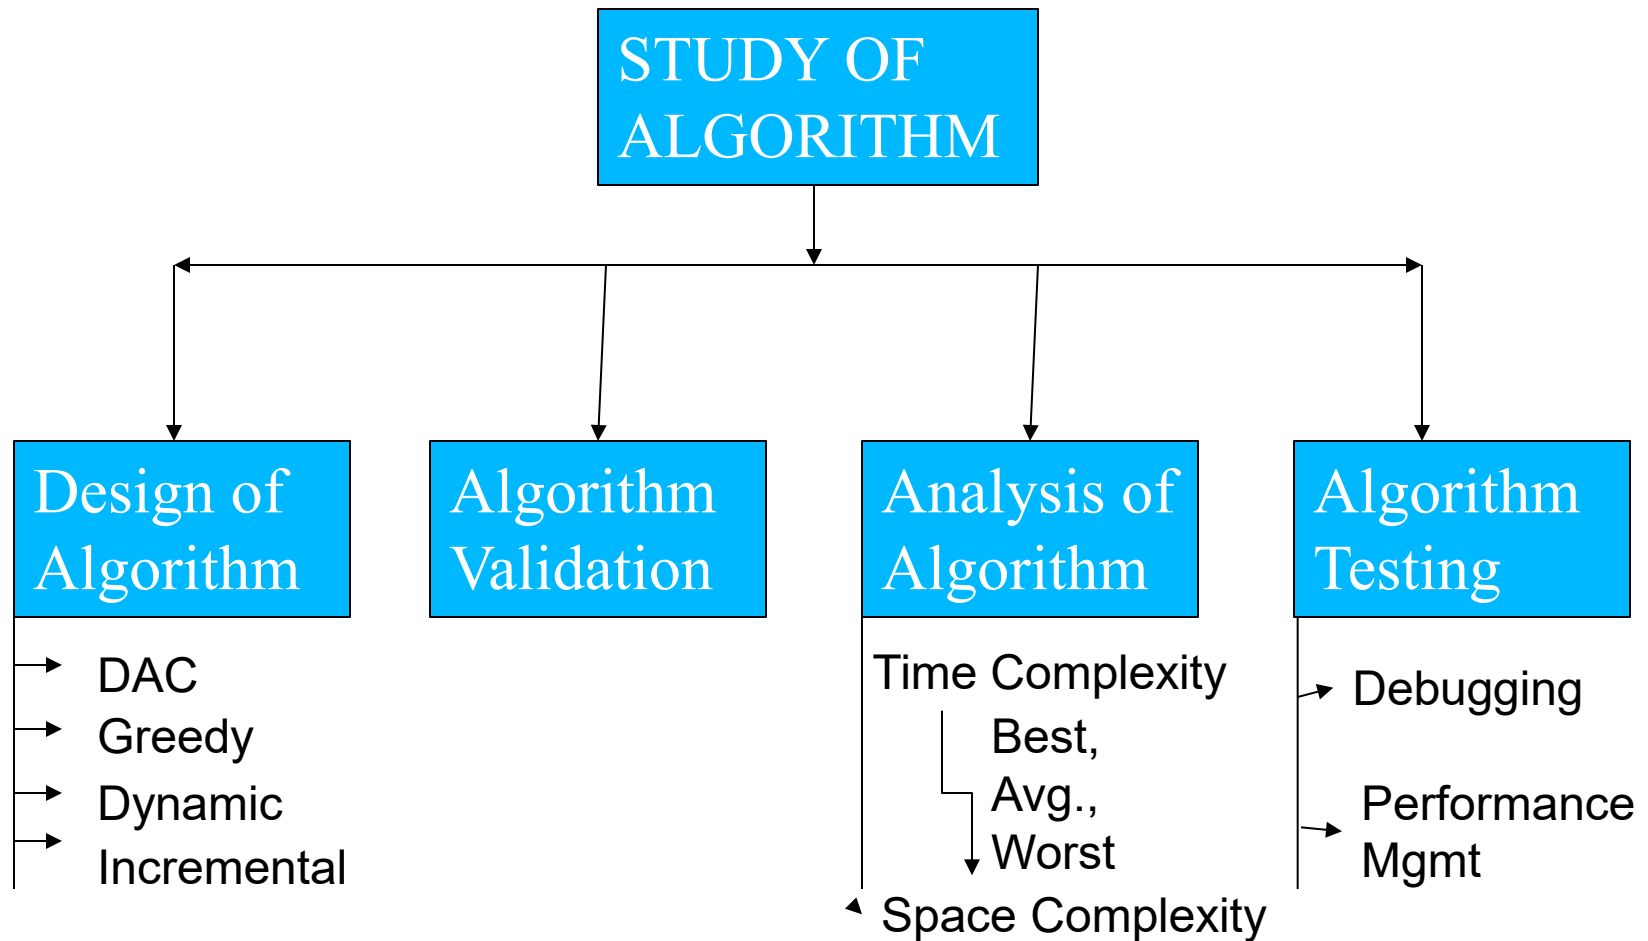 STUDY OF
ALGORITHM
Design of
Algorithm
Algorithm
Validation
Analysis of
Algorithm
Algorithm
Testing
DAC
Greedy
Dynamic
Incremental
Time Complexity
Best,
Avg.,
Worst
Space Complexity
Debugging
Performance
Mgmt